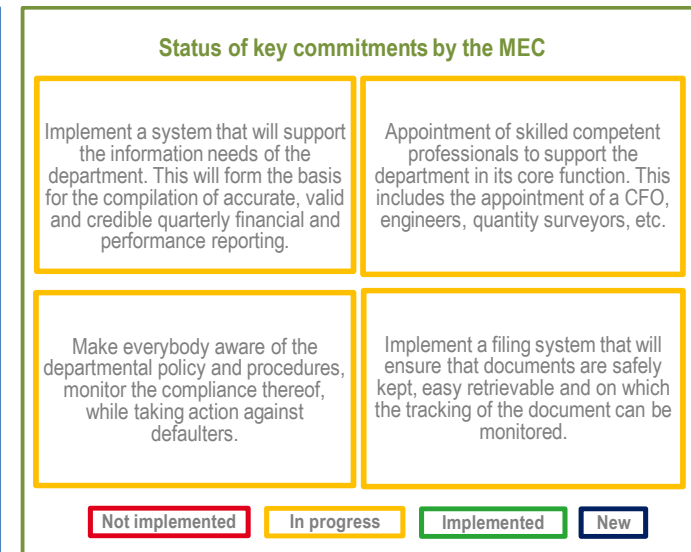 Status of key commitments by the MEC
Implement a system that will support
the information needs of the
department. This will form the basis
for the compilation of accurate, valid
and credible quarterly financial and
performance reporting.
Appointment of skilled competent
professionals to support the
department in its core function. This
includes the appointment of a CFO,
engineers, quantity surveyors, etc.
Make everybody aware of the
departmental policy and procedures,
monitor the compliance thereof,
while taking action against
defaulters.
Implement a filing system that will
ensure that documents are safely
kept, easy retrievable and on which
the tracking of the document can be
monitored.
Not implemented
In progress
Implemented
New